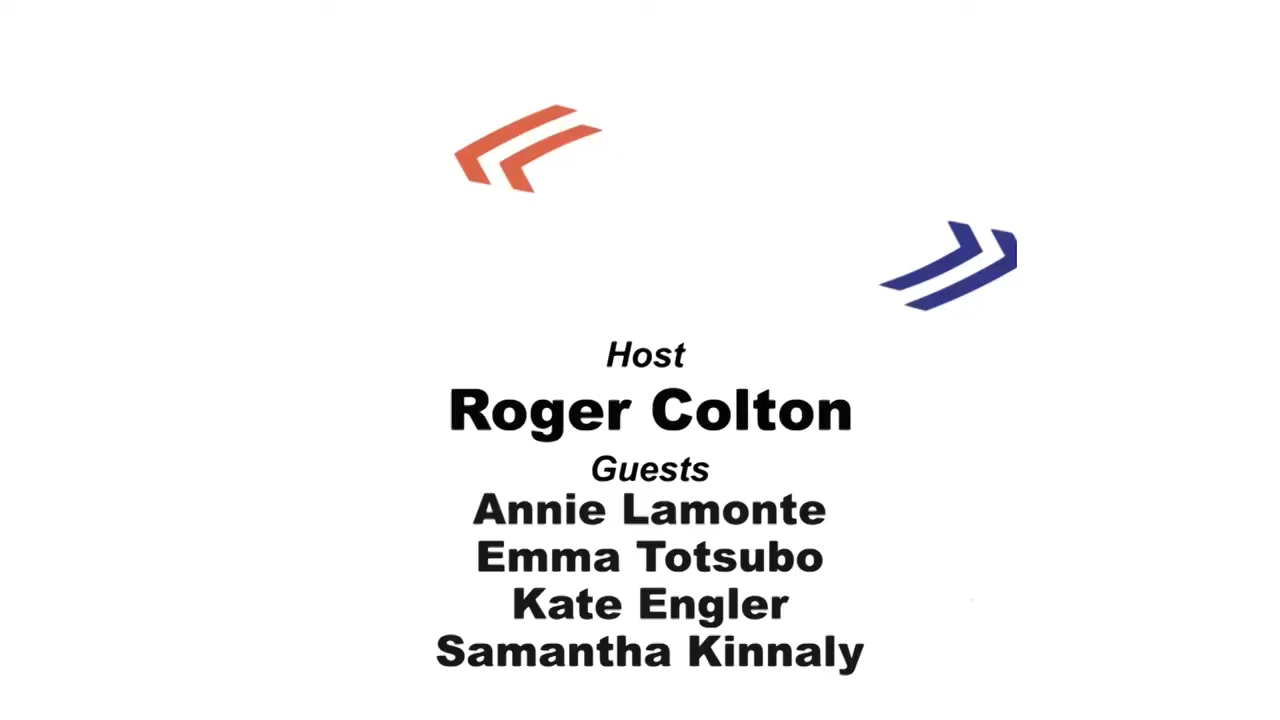 Host
Roger Colton
Guests
Annie Lamonte
Emma Totsubo
Kate Engler
Samantha Kinnaly